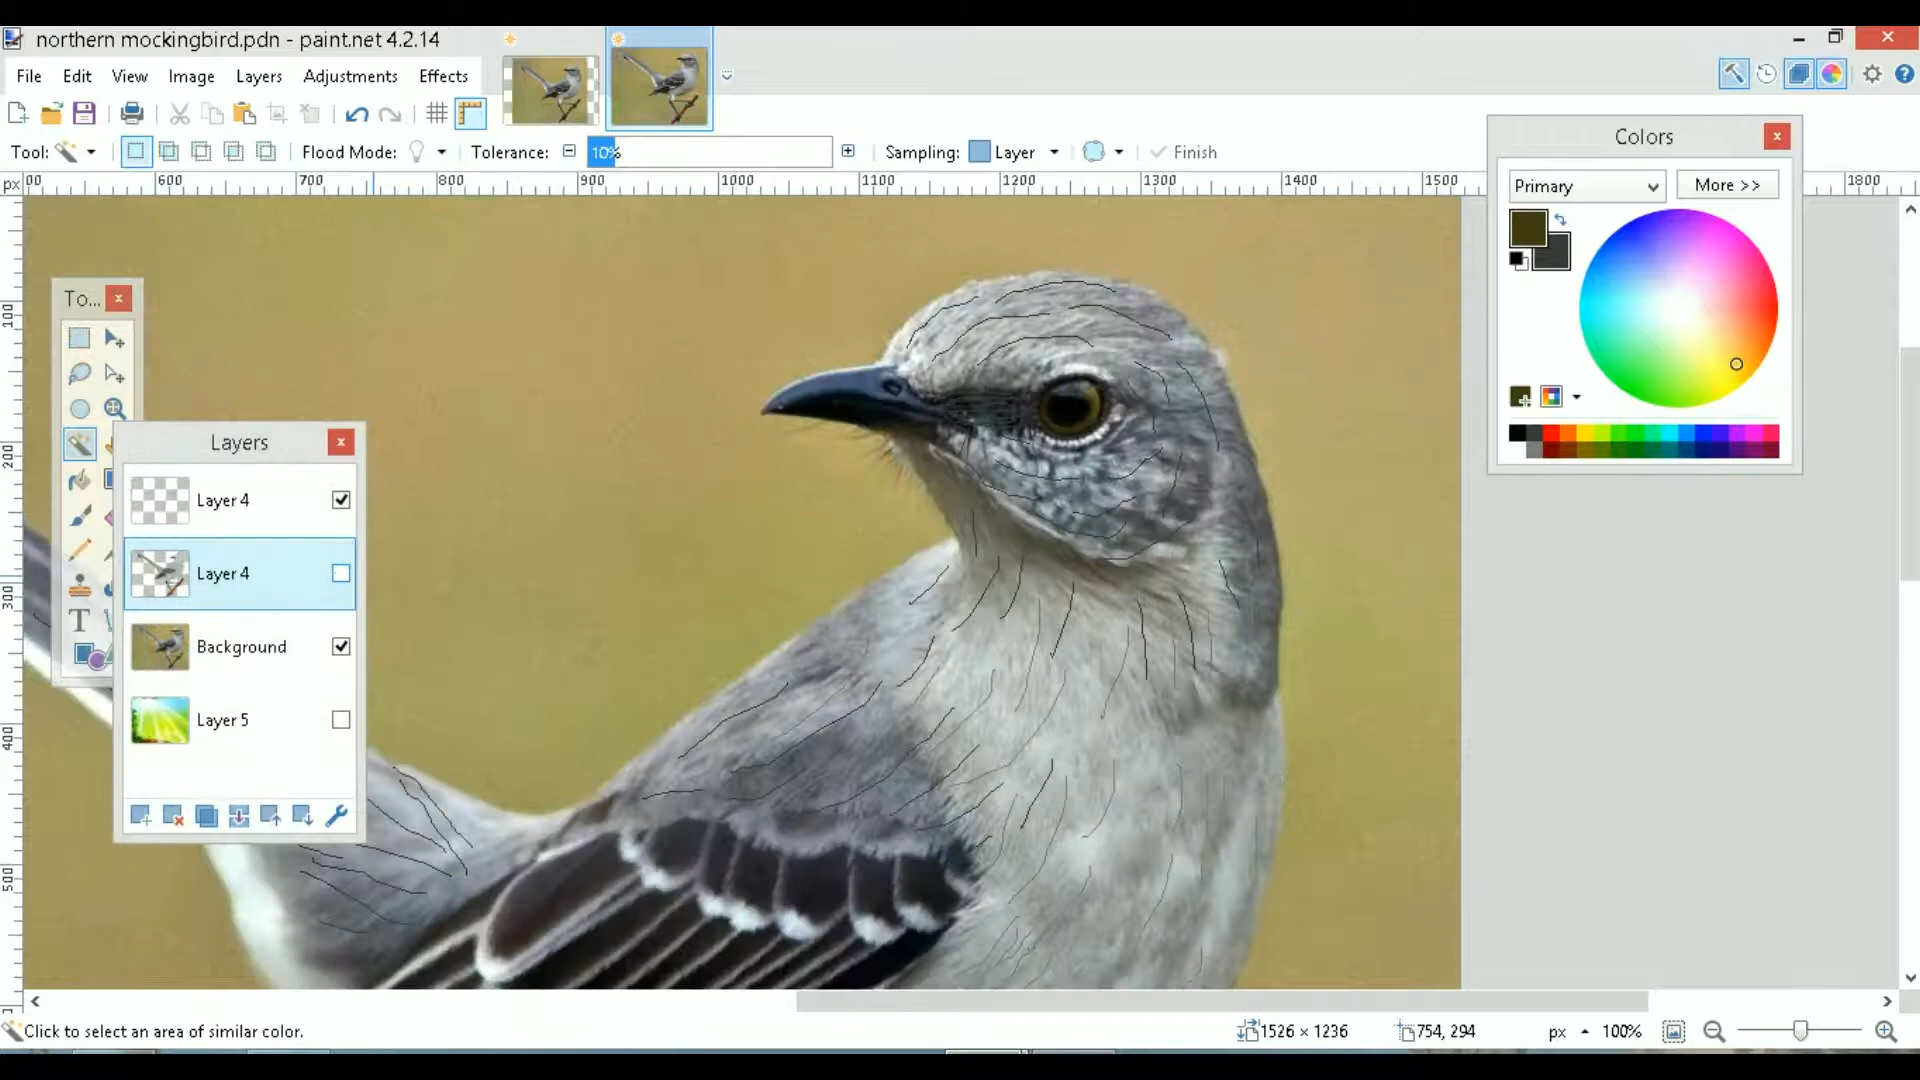 northern mockingbird.pdn - paint.net 4.2.14
File Edit View Image Layers Adjustments Effects
Tool: Flood Mode: Tolerance: 10% Sampling: Layer Finish
px 00 600 700 800 900 1000 1100 1200 1300 1400 1500 1800
100
200
300
400
500
To...
T
Layers
Layer 4
Layer 4
Background
Layer 5
Colors
Primary More >>
Click to select an area of similar color. 1526 × 1236 754, 294 px 100%